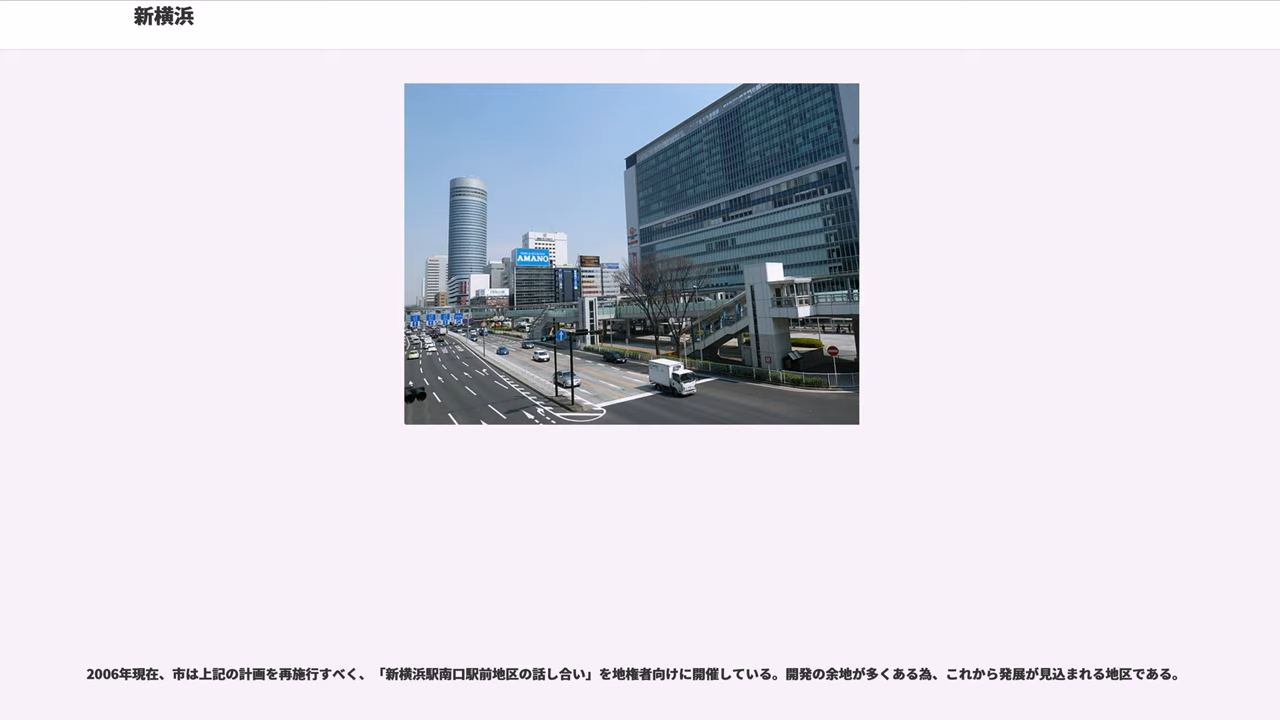 新横浜
AMANO
2006年現在、市は上記の計画を再施行すべく、「新横浜駅南口駅前地区の話し合い」を地権者向けに開催している。開発の余地が多くある為、これから発展が見込まれる地区である。